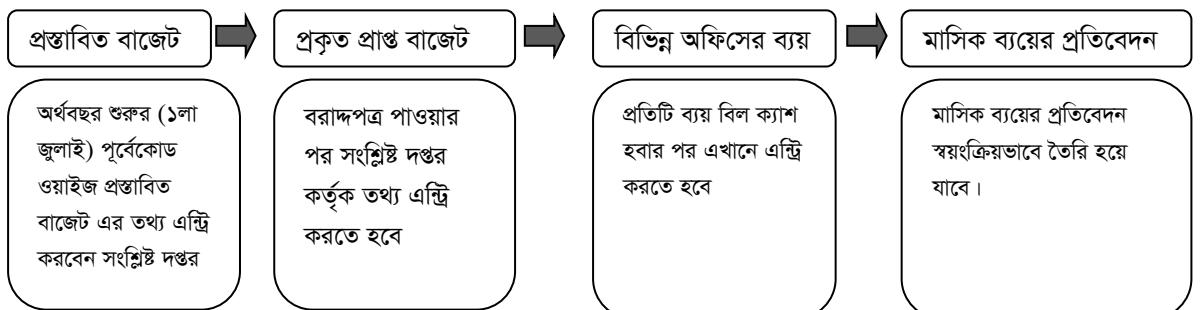 প্রস্তাবিত বাজেট
প্রকৃত প্রাপ্ত বাজেট
বিভিন্ন অফিসের ব্যয়
মাসিক ব্যয়ের প্রতিবেদন
অর্থবছর শুরুর (১লা
জুলাই) পূর্বেকোড
ওয়াইজ প্রস্তাবিত
বাজেট এর তথ্য এন্ট্রি
করবেন সংশ্লিষ্ট দপ্তর
বরাদ্দপত্র পাওয়ার
পর সংশ্লিষ্ট দপ্তর
কর্তৃক তথ্য এন্ট্রি
করতে হবে
প্রতিটি ব্যয় বিল ক্যাশ
হবার পর এখানে এন্ট্রি
করতে হবে
মাসিক ব্যয়ের প্রতিবেদন
স্বয়ংক্রিয়ভাবে তৈরি হয়ে
যাবে।